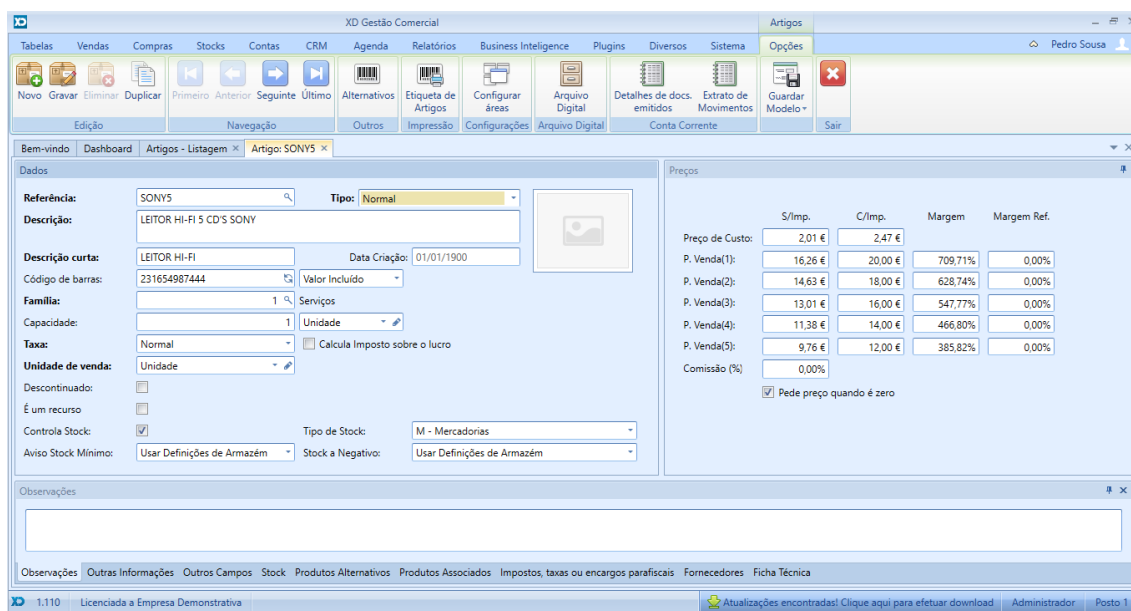 XD XD Gestão Comercial Artigos
Tabelas Vendas Compras Stocks Contas CRM Agenda Relatórios Business Inteligence Plugins Diversos Sistema Opções Pedro Sousa
Novo Gravar Eliminar Duplicar Primeiro Anterior Seguinte Último Alternativos Etiqueta de Artigos Configurar áreas Arquivo Digital Detalhes de docs. emitidos Extrato de Movimentos Guardar Modelo
Edição Navegação Outros Impressão Configurações Arquivo Digital Conta Corrente Sair
Bem-vindo Dashboard Artigos - Listagem × Artigo: SONY5 ×
Dados
Referência: SONY5 Tipo: Normal
Descrição: LEITOR HI-FI 5 CD'S SONY
Descrição curta: LEITOR HI-FI Data Criação: 01/01/1900
Código de barras: 231654987444 Valor Incluído
Família: 1 Serviços
Capacidade: 1 Unidade
Taxa: Normal Calcula Imposto sobre o lucro
Unidade de venda: Unidade
Descontinuado:
É um recurso
Controla Stock: Tipo de Stock: M - Mercadorias
Aviso Stock Mínimo: Usar Definições de Armazém Stock a Negativo: Usar Definições de Armazém
Preços
S/Imp. C/Imp. Margem Margem Ref.
Preço de Custo: 2,01 € 2,47 €
P. Venda(1): 16,26 € 20,00 € 709,71% 0,00%
P. Venda(2): 14,63 € 18,00 € 628,74% 0,00%
P. Venda(3): 13,01 € 16,00 € 547,77% 0,00%
P. Venda(4): 11,38 € 14,00 € 466,80% 0,00%
P. Venda(5): 9,76 € 12,00 € 385,82% 0,00%
Comissão (%) 0,00%
Pede preço quando é zero
Observações
Observações Outras Informações Outros Campos Stock Produtos Alternativos Produtos Associados Impostos, taxas ou encargos parafiscais Fornecedores Ficha Técnica
XD 1.110 Licenciada a Empresa Demonstrativa Atualizações encontradas! Clique aqui para efetuar download Administrador Posto 1